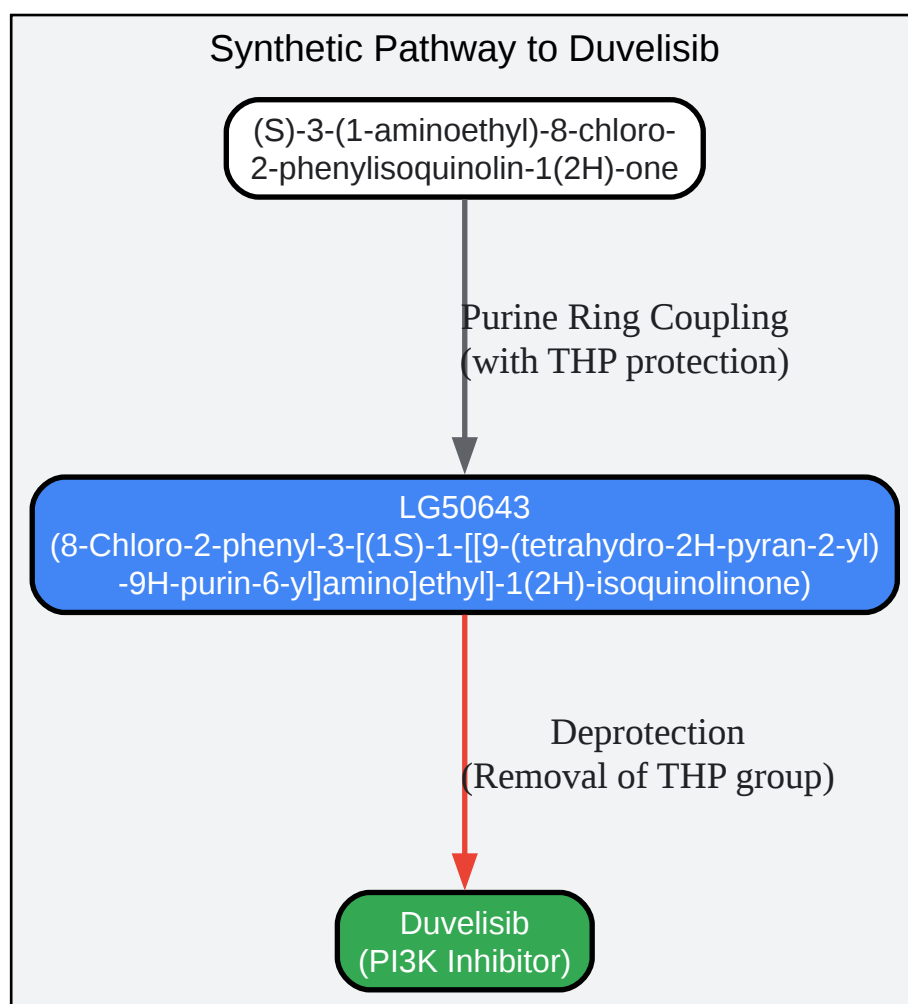 Synthetic Pathway to Duvelisib
(S)-3-(1-aminoethyl)-8-chloro-
2-phenylisoquinolin-1(2H)-one
Purine Ring Coupling
(with THP protection)
LG50643
(8-Chloro-2-phenyl-3-[(1S)-1-[[9-(tetrahydro-2H-pyran-2-yl)
-9H-purin-6-yl]amino]ethyl]-1(2H)-isoquinolinone)
Deprotection
(Removal of THP group)
Duvelisib
(PI3K Inhibitor)